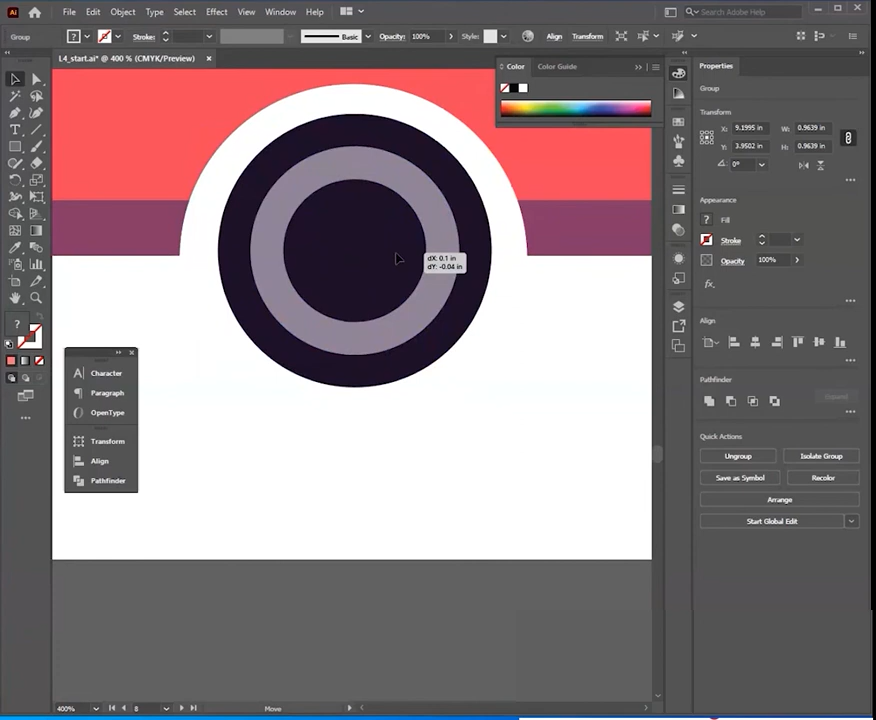 Ai File Edit Object Type Select Effect View Window Help Search Adobe Help
Group ? Stroke: Basic Opacity: 100% Style: Align Transform
L4_start.ai* @ 400 % (CMYK/Preview) ×
Color Color Guide
Properties
Group
Transform
X: 9.1995 in W: 0.9639 in
Y: 3.9502 in H: 0.9639 in
0°
Appearance
? Fill
Stroke
Opacity 100%
fx.
Align
Pathfinder
Expand
Quick Actions
Ungroup Isolate Group
Save as Symbol Recolor
Arrange
Start Global Edit
dX: 0.1 in
dY: -0.04 in
?
Character
Paragraph
OpenType
Transform
Align
Pathfinder
400% 8 Move